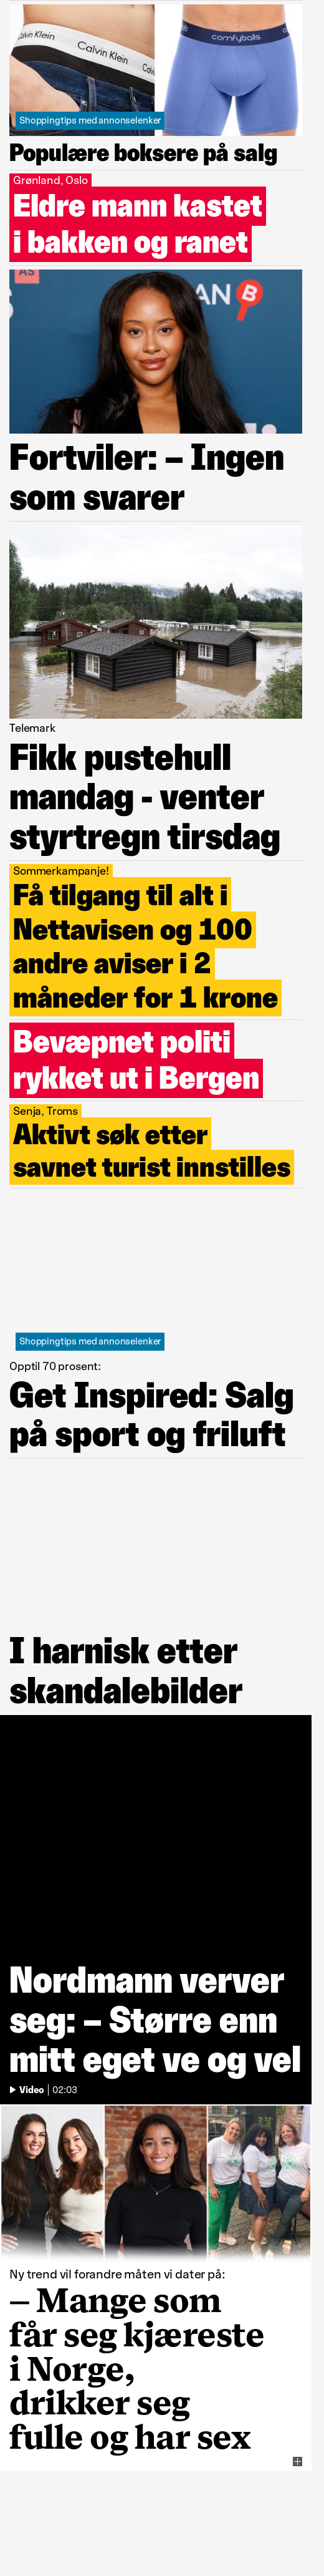 Calvin Klein
Calvin Klein
comfyballs
Shoppingtips med annonselenker
Populære boksere på salg
Grønland, Oslo
Eldre mann kastet
i bakken og ranet
AS
AN B
Fortviler: – Ingen
som svarer
Telemark
Fikk pustehull
mandag - venter
styrtregn tirsdag
Sommerkampanje!
Få tilgang til alt i
Nettavisen og 100
andre aviser i 2
måneder for 1 krone
Bevæpnet politi
rykket ut i Bergen
Senja, Troms
Aktivt søk etter
savnet turist innstilles
Shoppingtips med annonselenker
Opptil 70 prosent:
Get Inspired: Salg
på sport og friluft
I harnisk etter
skandalebilder
Nordmann verver
seg: – Større enn
mitt eget ve og vel
Video | 02:03
Ny trend vil forandre måten vi dater på:
– Mange som
får seg kjæreste
i Norge,
drikker seg
fulle og har sex